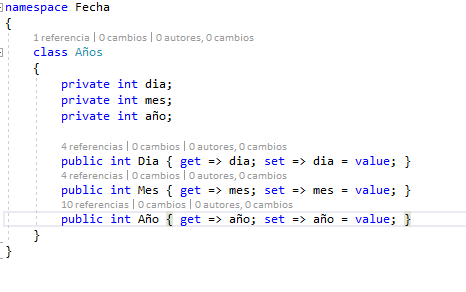 namespace Fecha
{
1 referencia | 0 cambios | 0 autores, 0 cambios
class Años
{
private int dia;
private int mes;
private int año;
4 referencias | 0 cambios | 0 autores, 0 cambios
public int Dia { get => dia; set => dia = value; }
4 referencias | 0 cambios | 0 autores, 0 cambios
public int Mes { get => mes; set => mes = value; }
10 referencias | 0 cambios | 0 autores, 0 cambios
public int Año { get => año; set => año = value; }
}
}